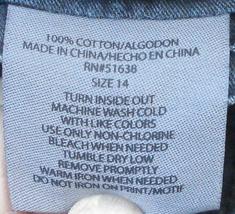 100% COTTON/ALGODON
MADE IN CHINA/HECHO EN CHINA
RN#51638
SIZE 14
TURN INSIDE OUT
MACHINE WASH COLD
WITH LIKE COLORS
USE ONLY NON-CHLORINE
BLEACH WHEN NEEDED
TUMBLE DRY LOW
REMOVE PROMPTLY
WARM IRON WHEN NEEDED
DO NOT IRON ON PRINT/MOTIF